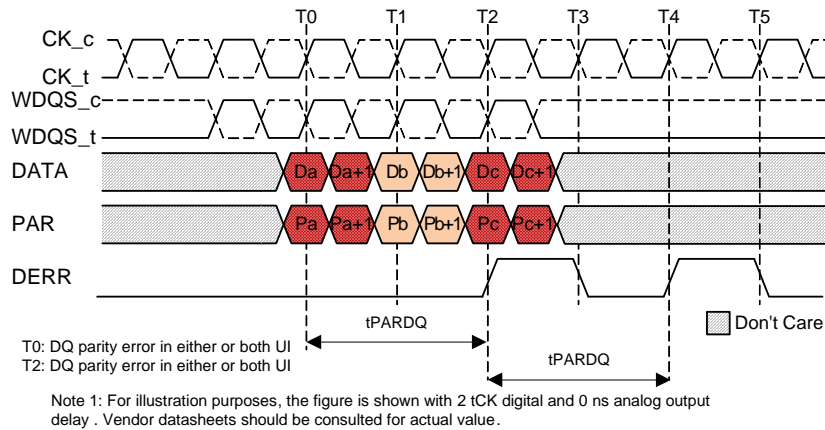 T0 T1 T2 T3 T4 T5
CK_c
CK_t
WDQS_c
WDQS_t
DATA Da Da+1 Db Db+1 Dc Dc+1
PAR Pa Pa+1 Pb Pb+1 Pc Pc+1
DERR
tPARDQ
Don't Care
T0: DQ parity error in either or both UI
T2: DQ parity error in either or both UI
tPARDQ
Note 1: For illustration purposes, the figure is shown with 2 tCK digital and 0 ns analog output
delay . Vendor datasheets should be consulted for actual value.